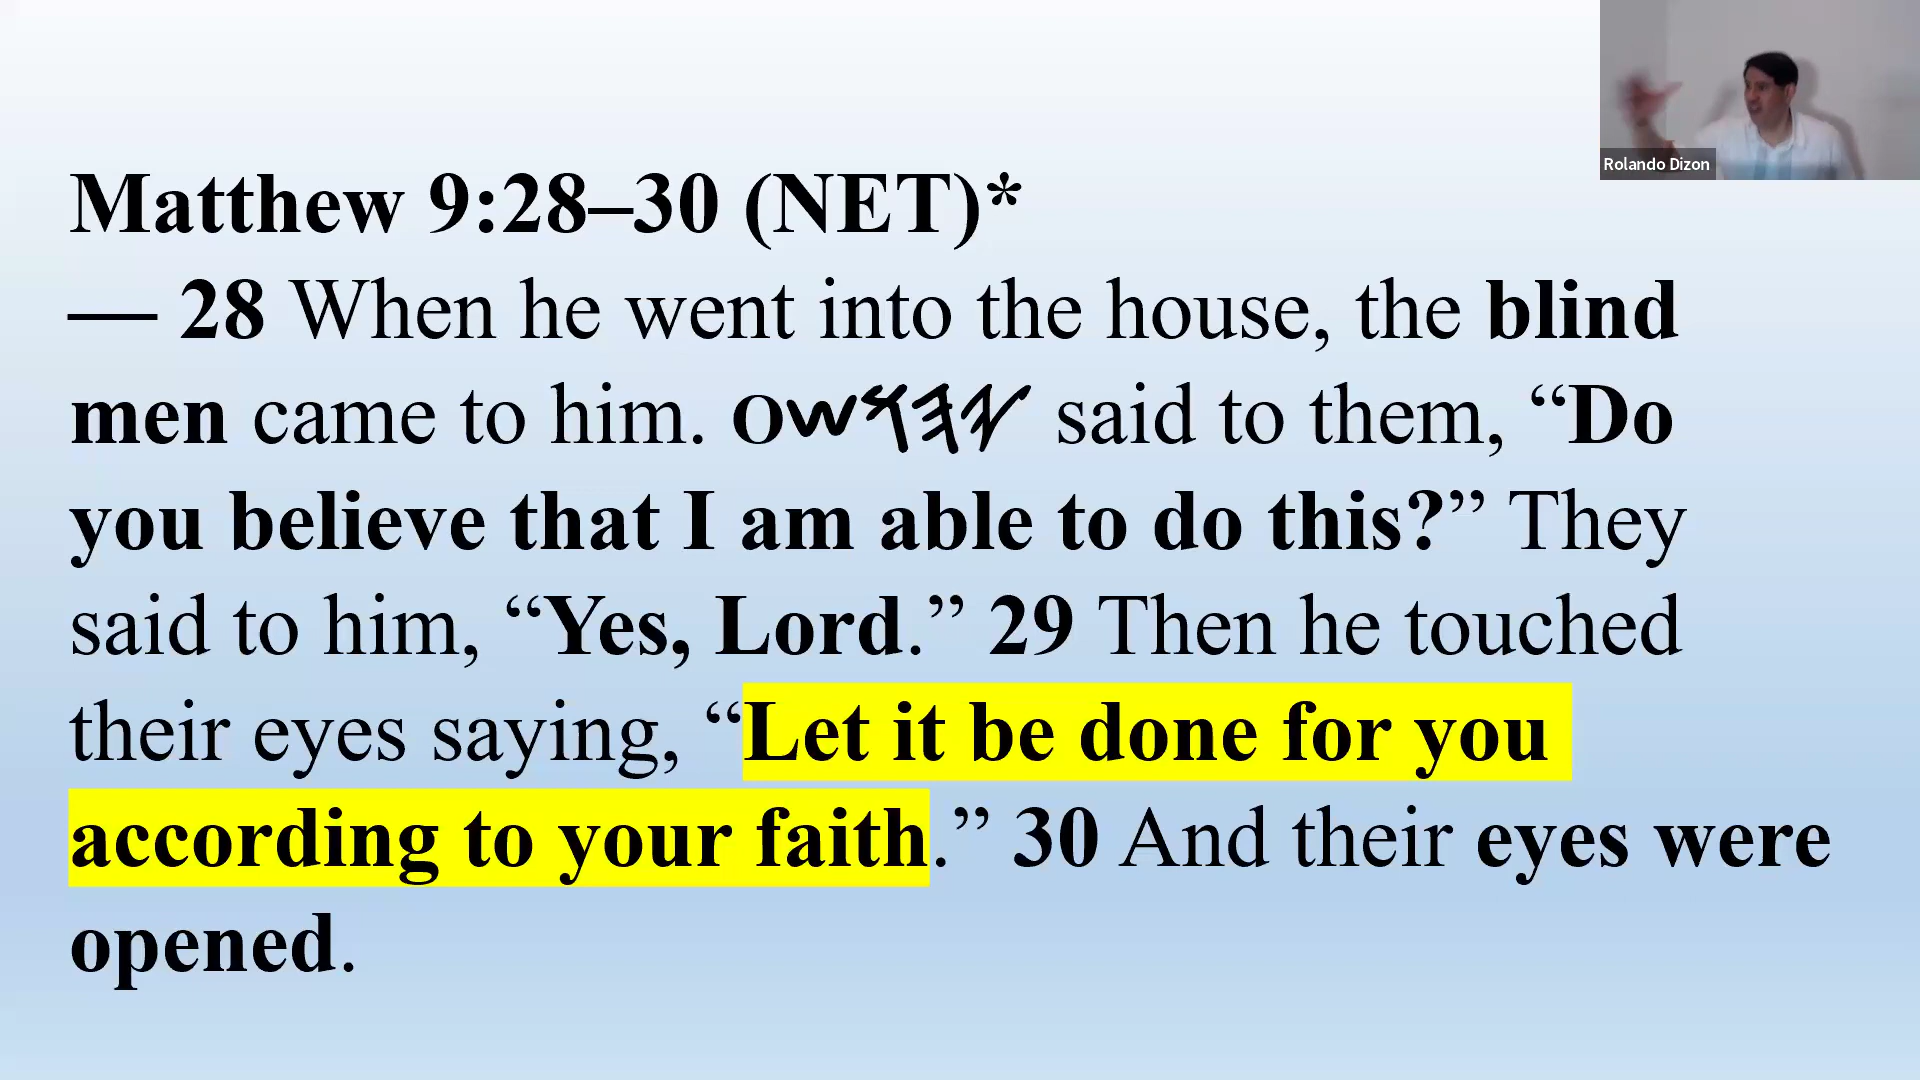 Rolando Dizon
Matthew 9:28–30 (NET)*
— 28 When he went into the house, the blind
men came to him. 𐤉𐤄𐤅𐤔𐤏 said to them, “Do
you believe that I am able to do this?” They
said to him, “Yes, Lord.” 29 Then he touched
their eyes saying, “Let it be done for you
according to your faith.” 30 And their eyes were
opened.